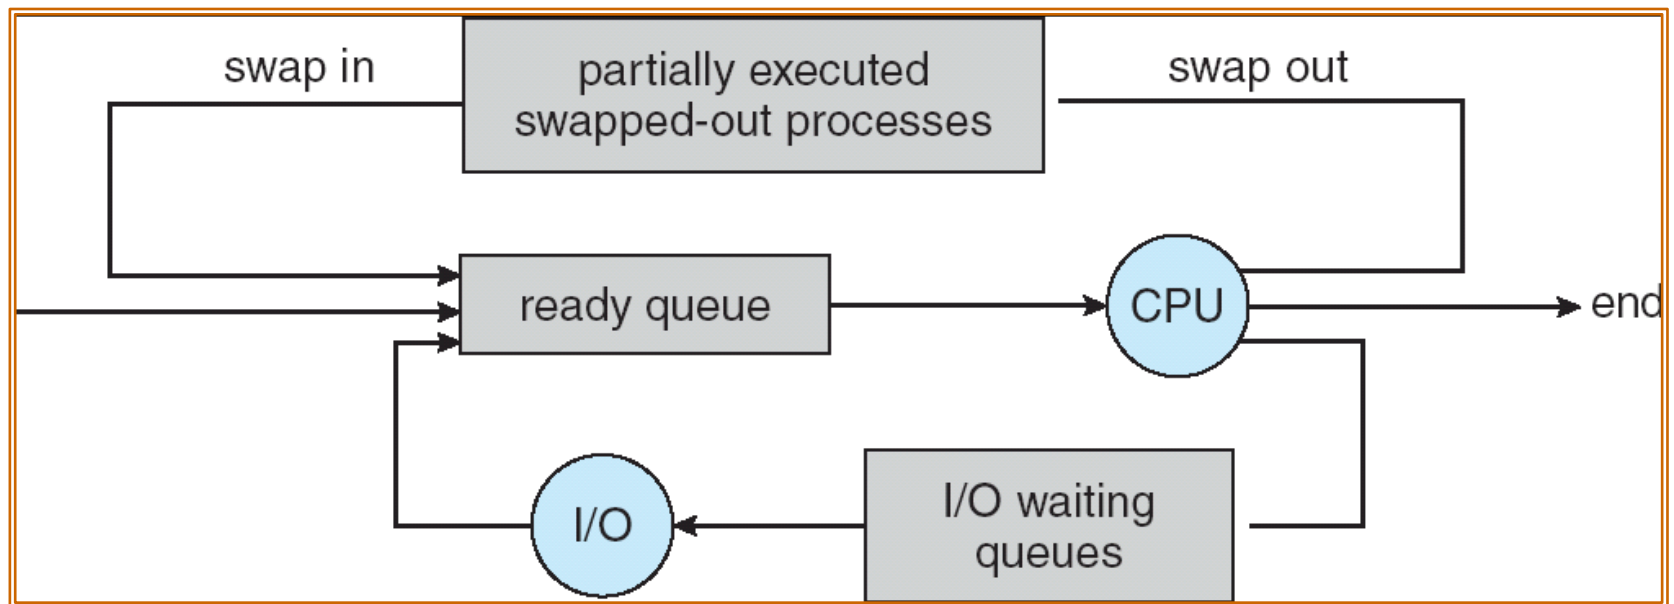 swap in
partially executed
swapped-out processes
swap out
ready queue
CPU
end
I/O
I/O waiting
queues